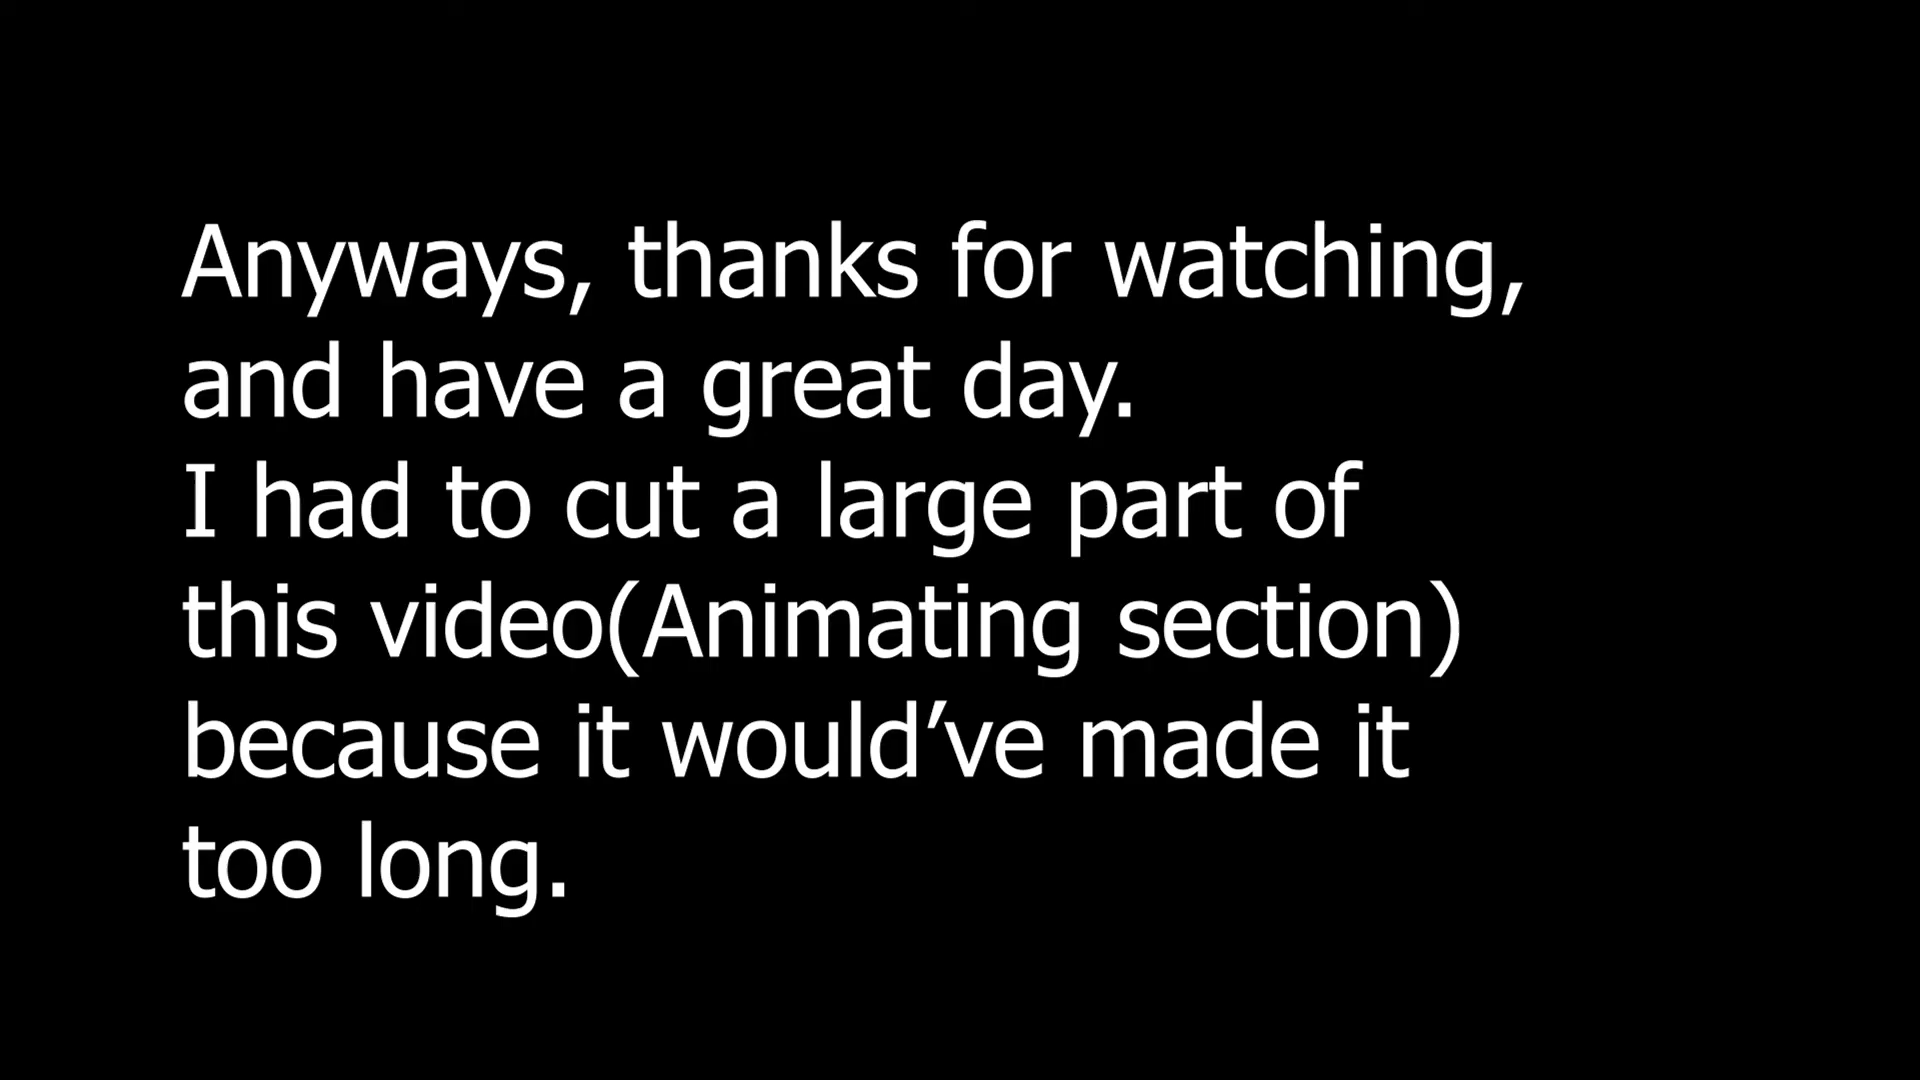 Anyways, thanks for watching,
and have a great day.
I had to cut a large part of
this video(Animating section)
because it would’ve made it
too long.